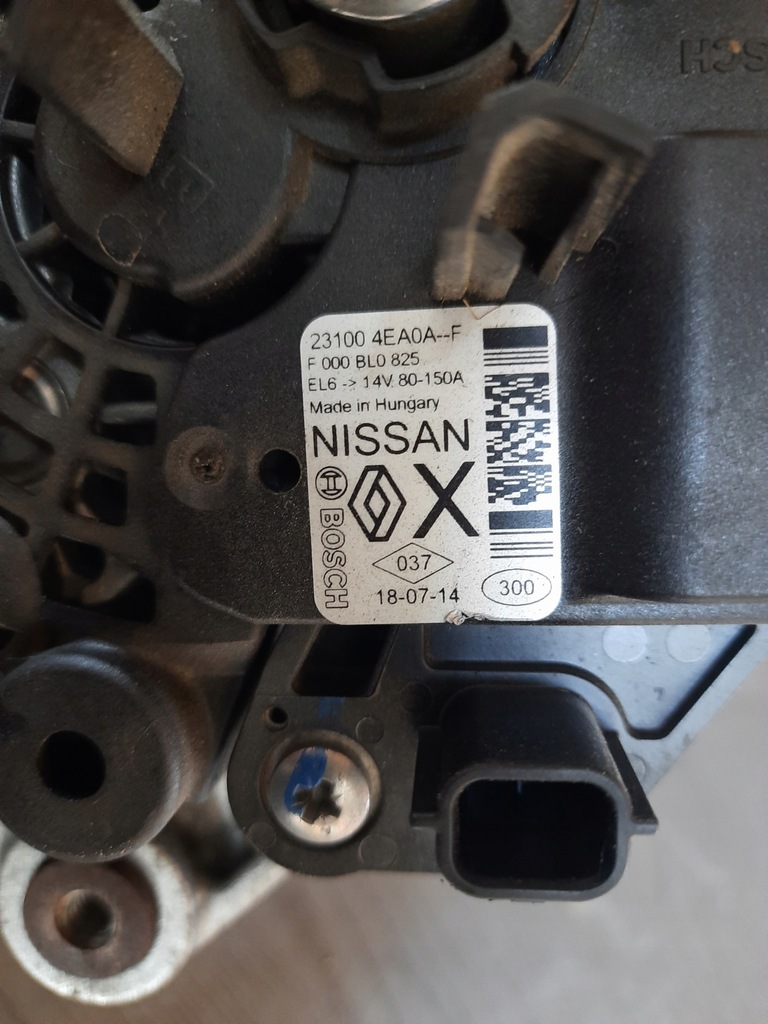 23100 4EA0A--F
F 000 BL0 825
EL6 -> 14V 80-150A
Made in Hungary
NISSAN
BOSCH
X
037
18-07-14
300